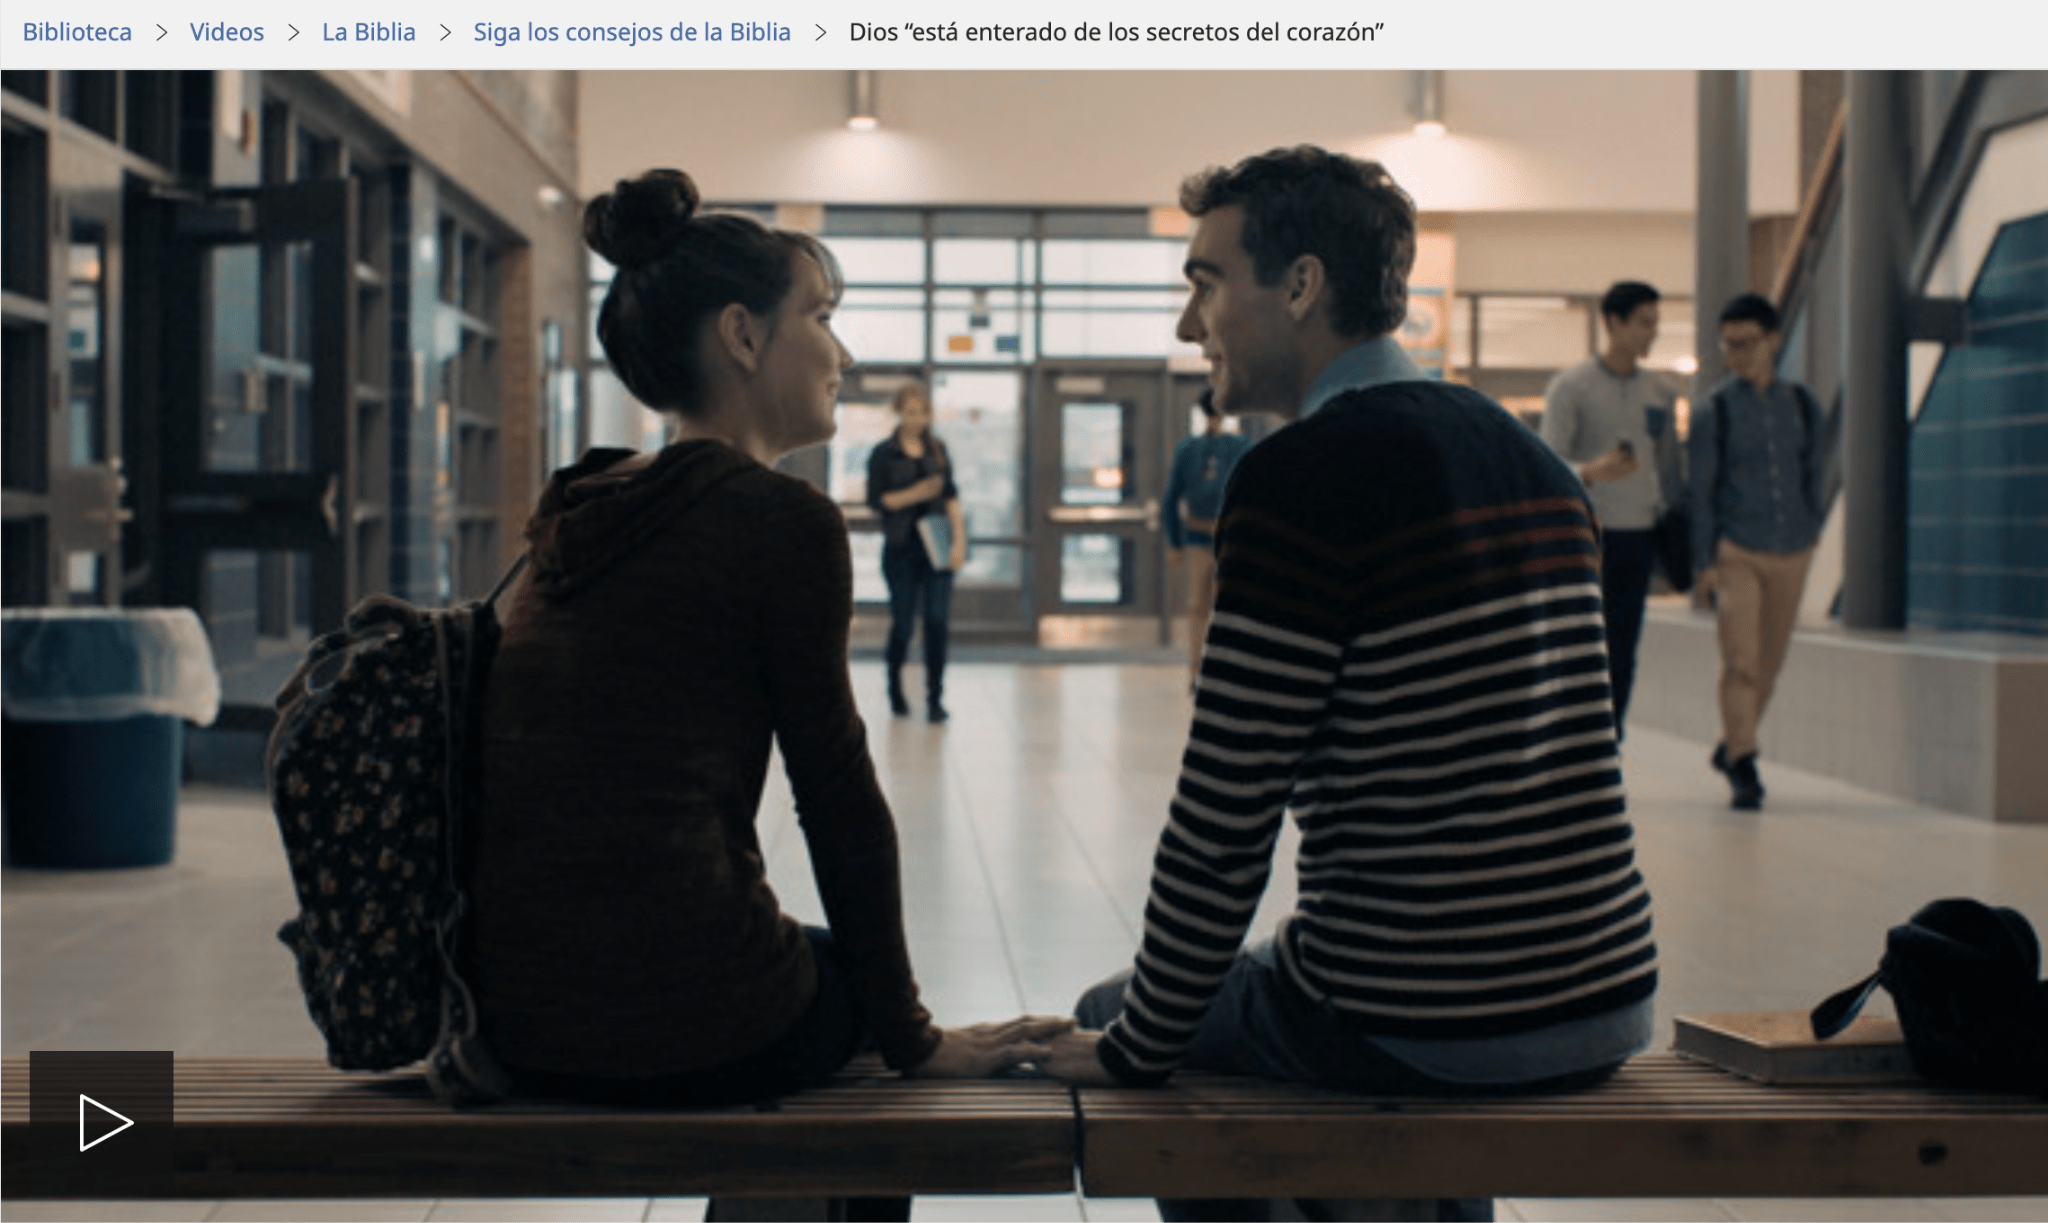 Biblioteca > Videos > La Biblia > Siga los consejos de la Biblia > Dios “está enterado de los secretos del corazón”